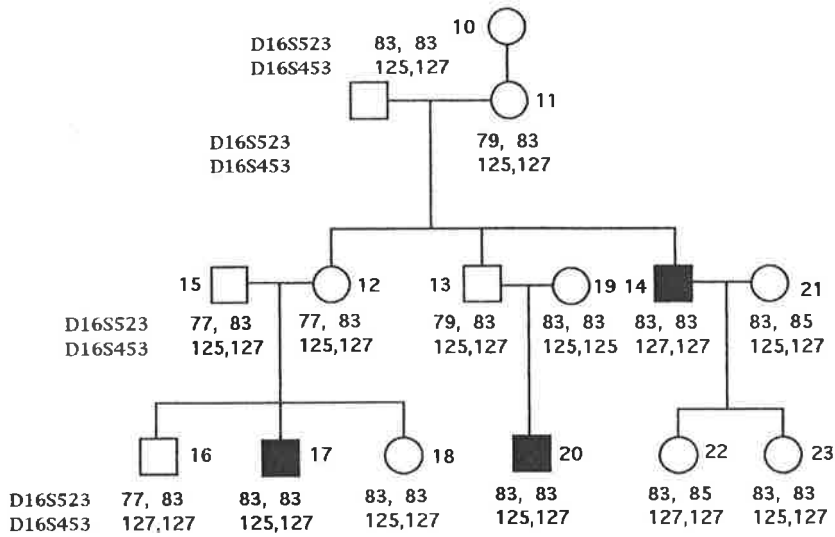 10
D16S523 83, 83
D16S453 125,127
11
D16S523 79, 83
D16S453 125,127
15 12 13 19 14 21
D16S523 77, 83 77, 83 79, 83 83, 83 83, 83 83, 85
D16S453 125,127 125,127 125,127 125,125 127,127 125,127
16 17 18 20 22 23
D16S523 77, 83 83, 83 83, 83 83, 83 83, 85 83, 83
D16S453 127,127 125,127 125,127 125,127 127,127 125,127